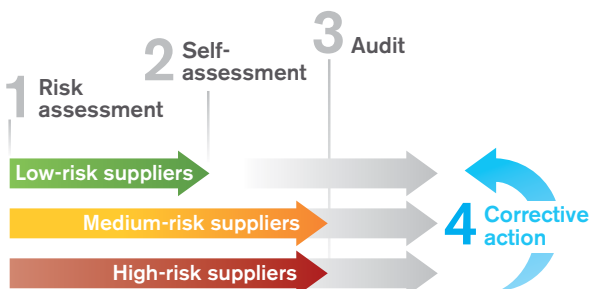 1 Risk
assessment
2 Self-
assessment
3 Audit
Low-risk suppliers
Medium-risk suppliers
High-risk suppliers
4 Corrective
action